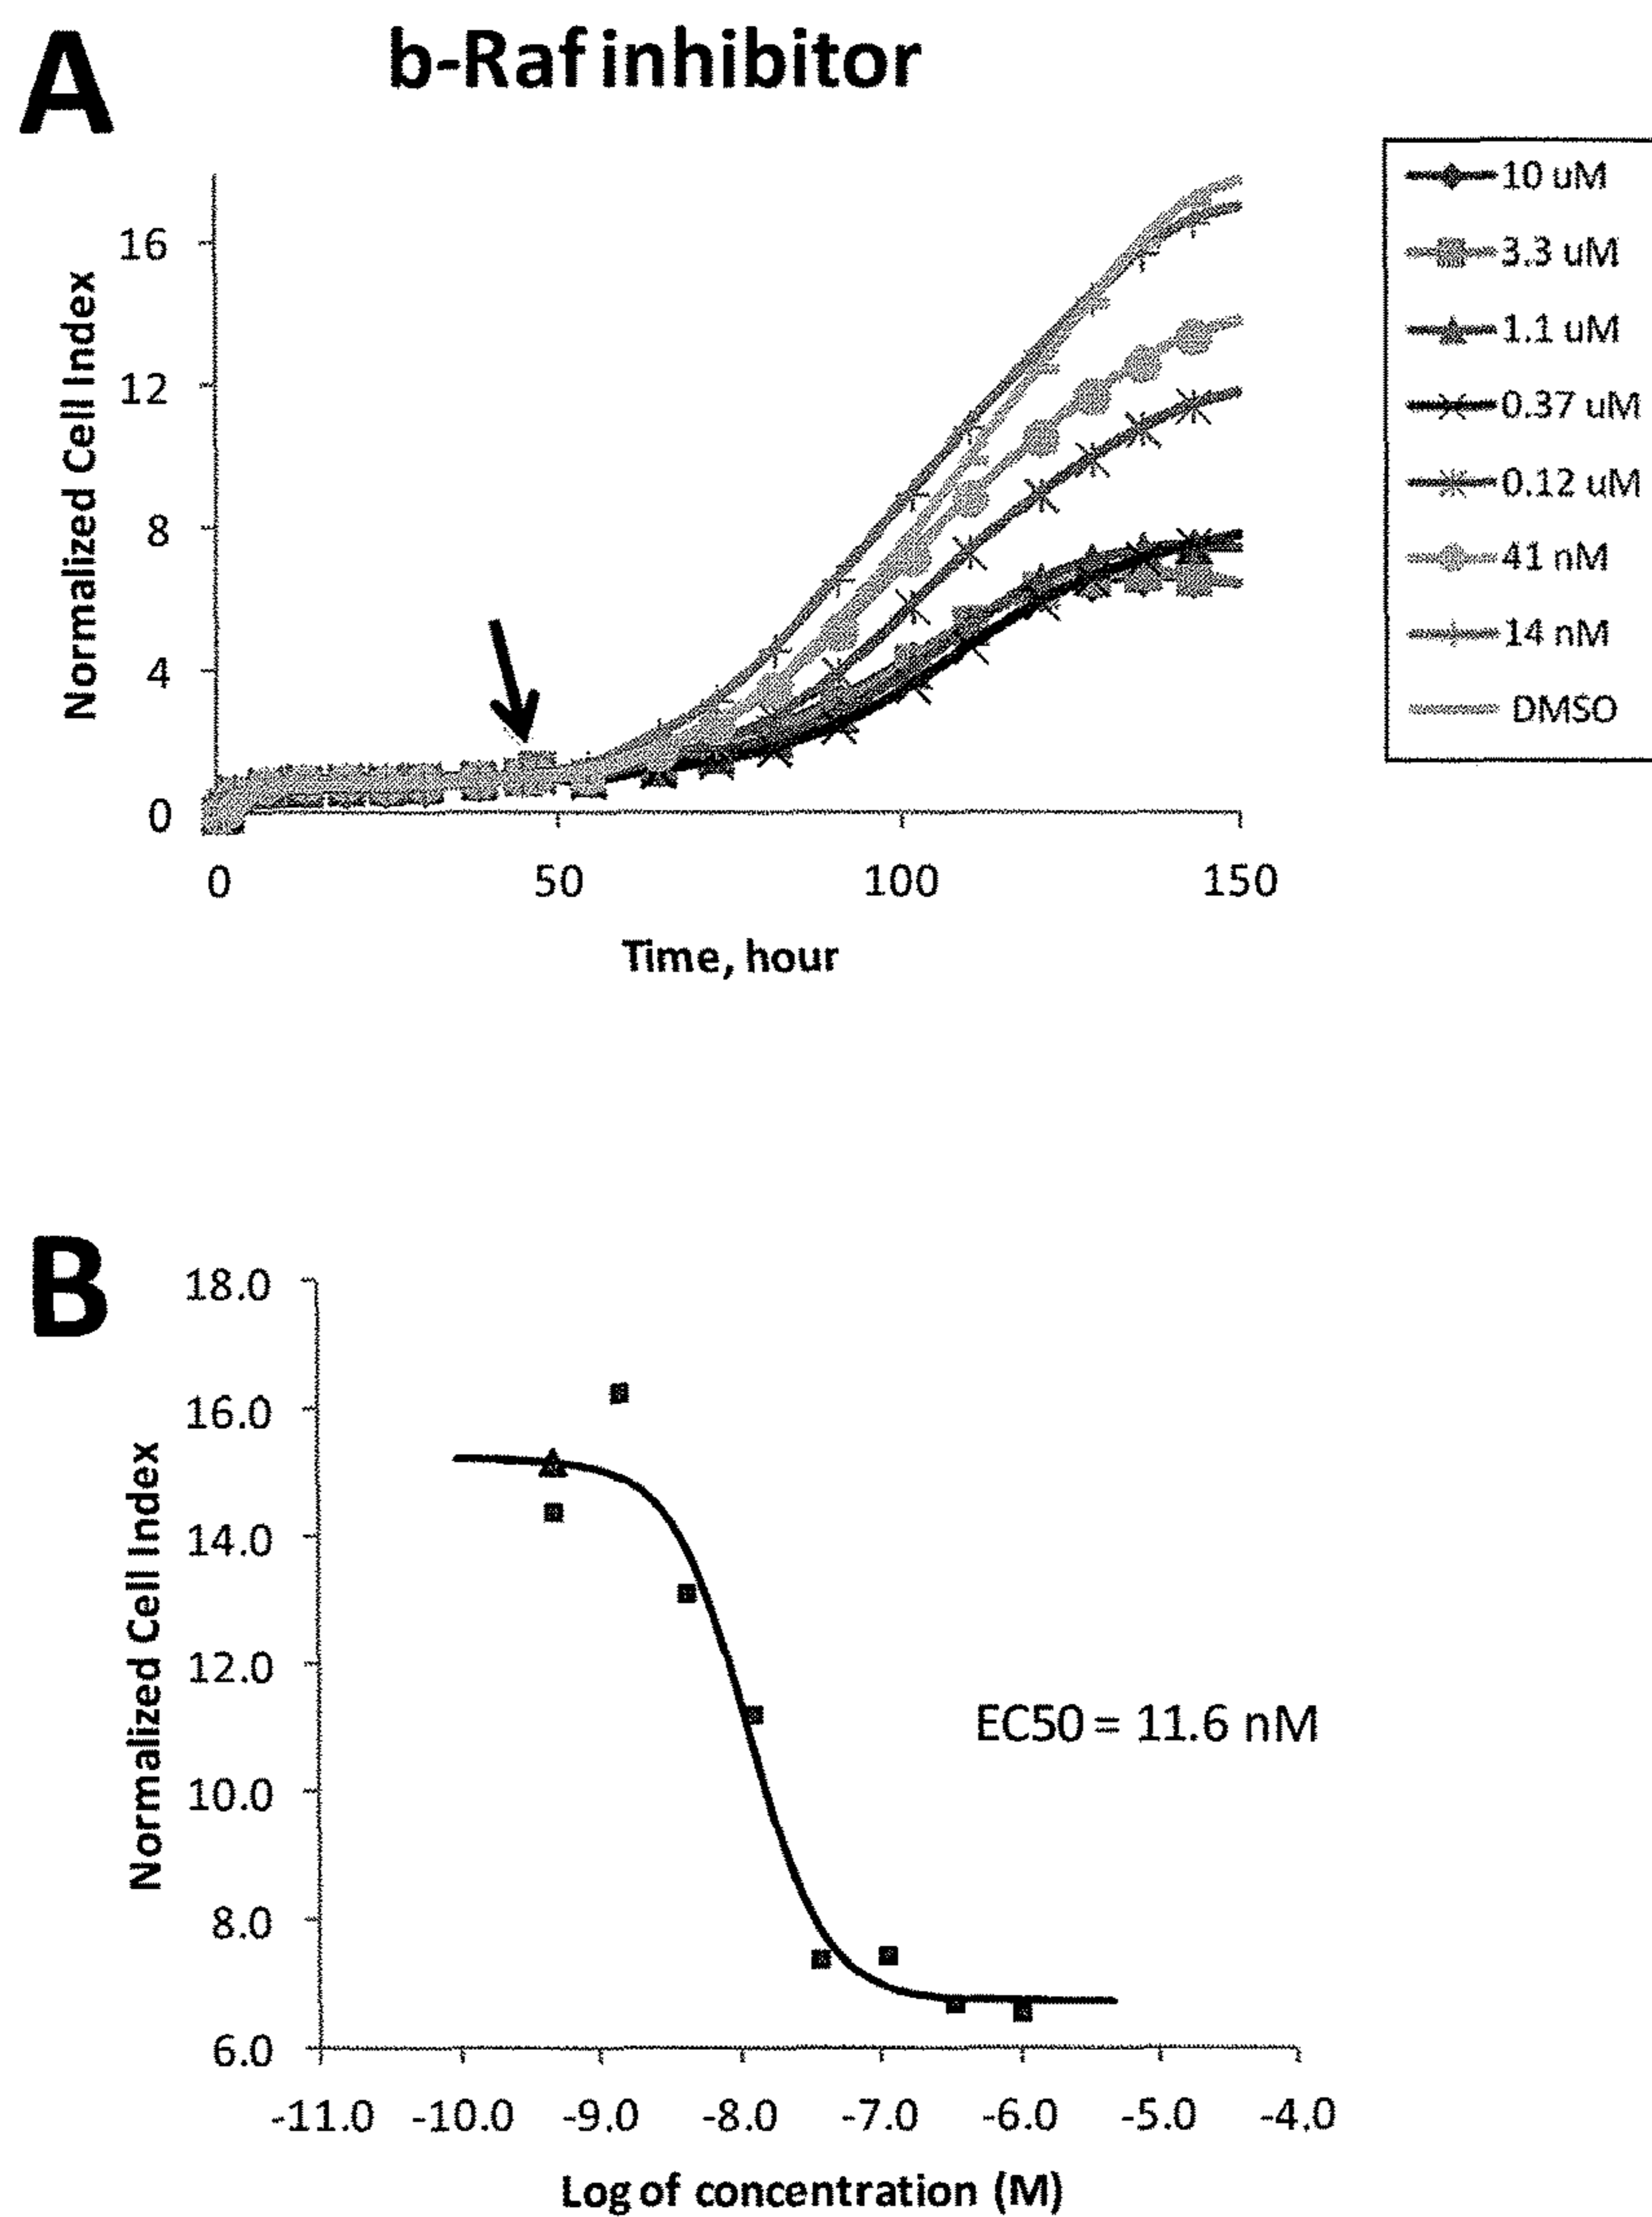 A
b-Raf inhibitor
Normalized Cell Index
16
12
8
4
0
0 50 100 150
Time, hour
10 uM
3.3 uM
1.1 uM
0.37 uM
0.12 uM
41 nM
14 nM
DMSO
B
Normalized Cell Index
18.0
16.0
14.0
12.0
10.0
8.0
6.0
EC50 = 11.6 nM
-11.0 -10.0 -9.0 -8.0 -7.0 -6.0 -5.0 -4.0
Log of concentration (M)